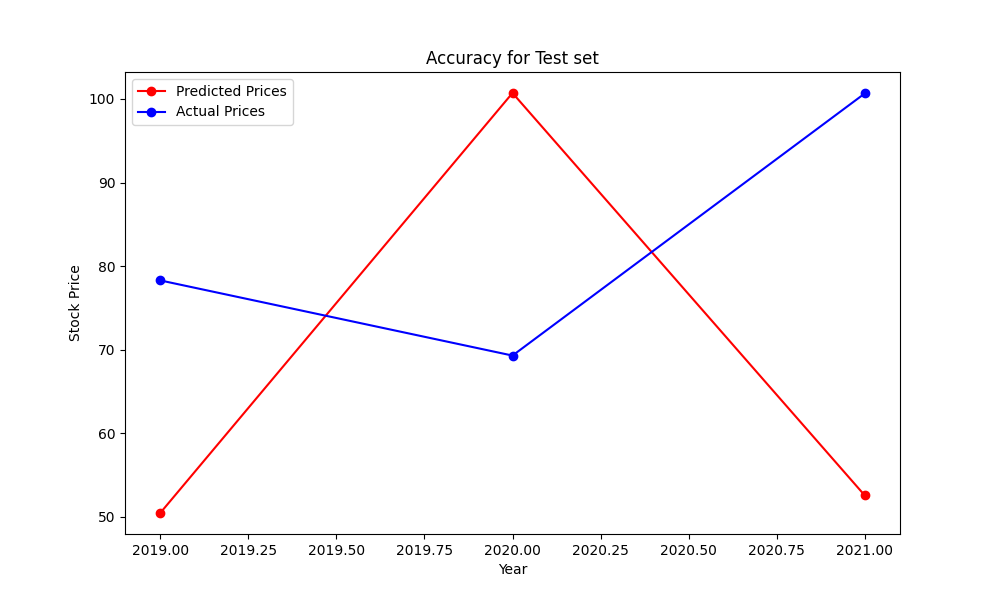 Accuracy for Test set
Predicted Prices
Actual Prices
100
90
80
70
60
50
Stock Price
2019.00 2019.25 2019.50 2019.75 2020.00 2020.25 2020.50 2020.75 2021.00
Year